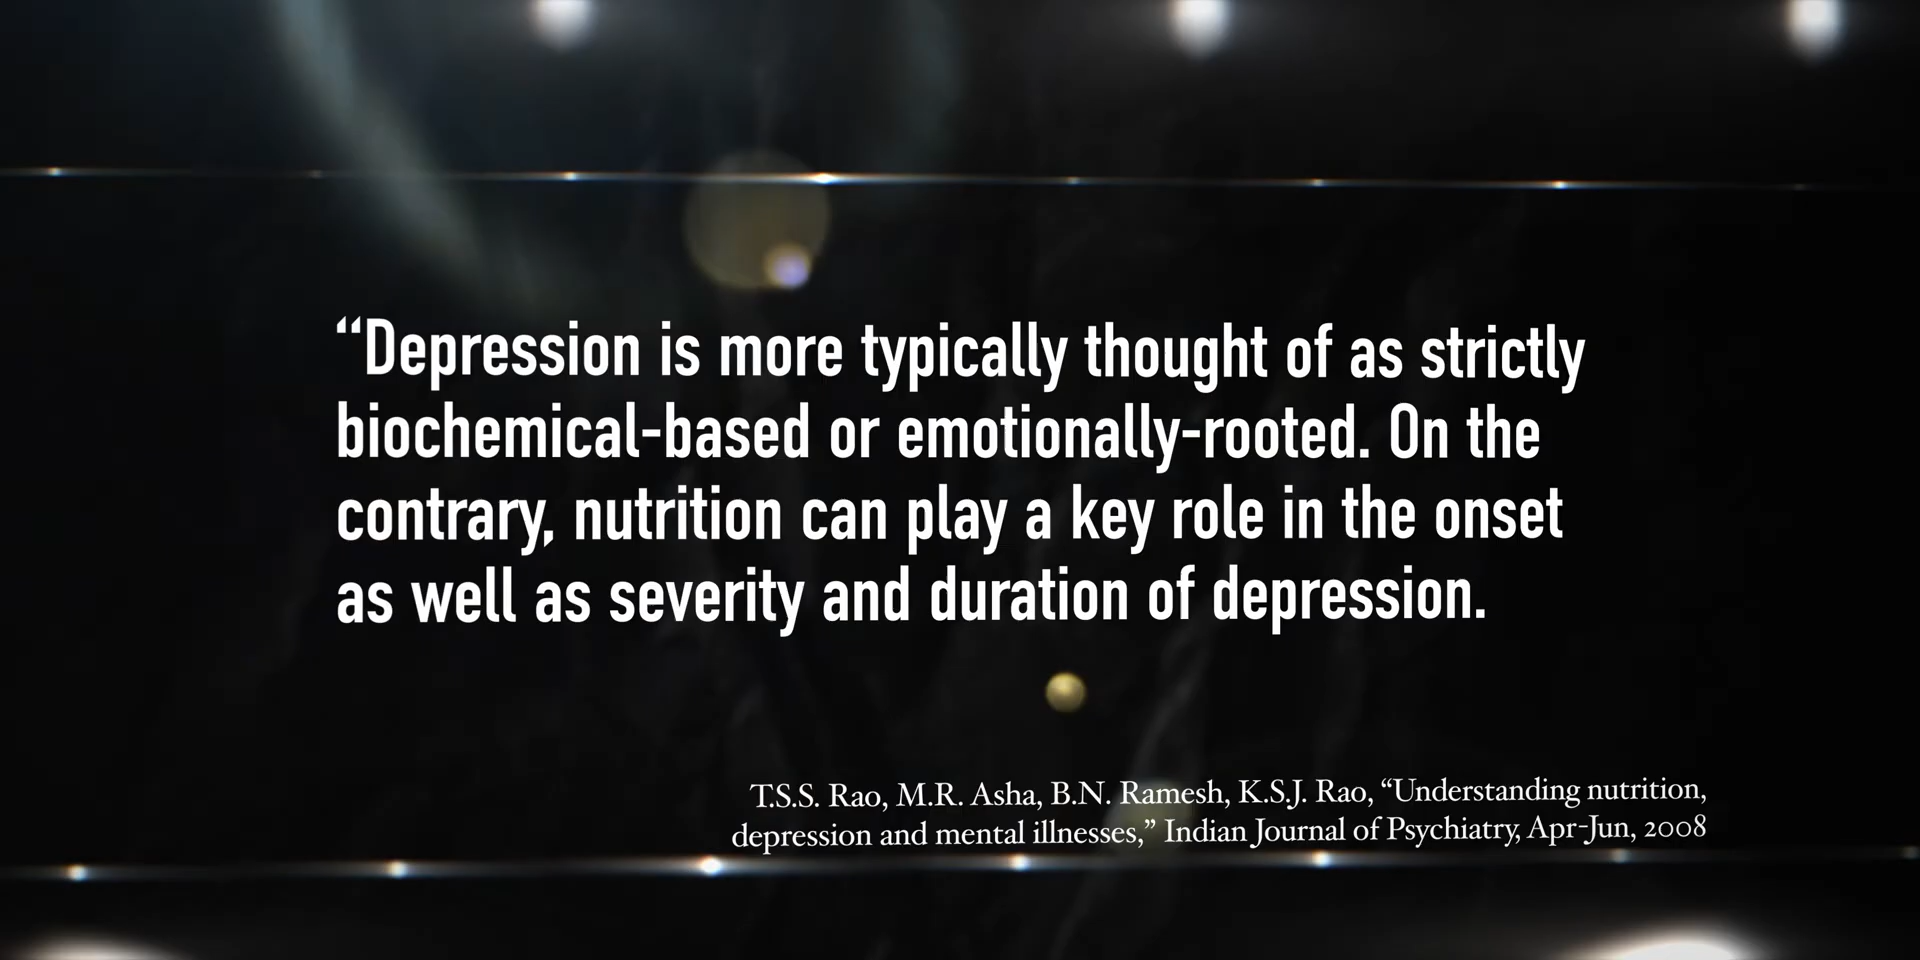 “Depression is more typically thought of as strictly
biochemical-based or emotionally-rooted. On the
contrary, nutrition can play a key role in the onset
as well as severity and duration of depression.
T.S.S. Rao, M.R. Asha, B.N. Ramesh, K.S.J. Rao, “Understanding nutrition,
depression and mental illnesses,” Indian Journal of Psychiatry, Apr-Jun, 2008